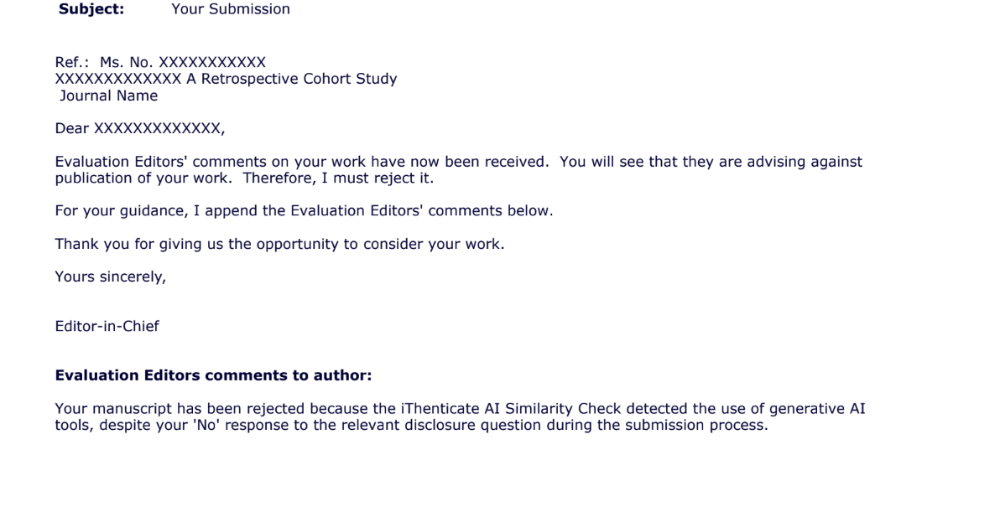 Subject: Your Submission
Ref.: Ms. No. XXXXXXXXXXX
XXXXXXXXXXXXX A Retrospective Cohort Study
Journal Name
Dear XXXXXXXXXXXXX,
Evaluation Editors' comments on your work have now been received. You will see that they are advising against
publication of your work. Therefore, I must reject it.
For your guidance, I append the Evaluation Editors' comments below.
Thank you for giving us the opportunity to consider your work.
Yours sincerely,
Editor-in-Chief
Evaluation Editors comments to author:
Your manuscript has been rejected because the iThenticate AI Similarity Check detected the use of generative AI
tools, despite your 'No' response to the relevant disclosure question during the submission process.